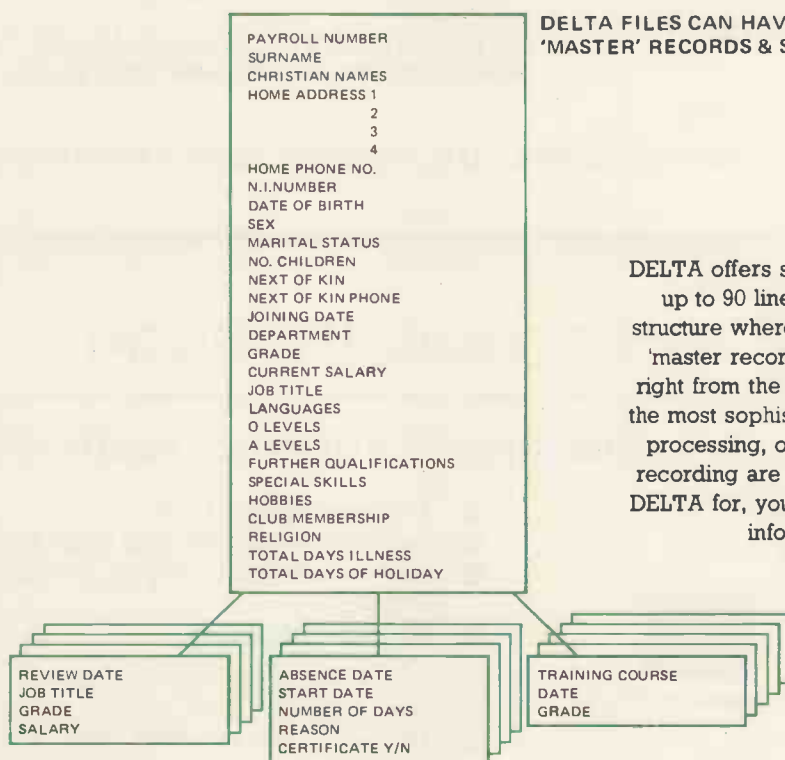 DELTA FILES CAN HAV
'MASTER' RECORDS & S
PAYROLL NUMBER
SURNAME
CHRISTIAN NAMES
HOME ADDRESS 1
2
3
4
HOME PHONE NO.
N.I.NUMBER
DATE OF BIRTH
SEX
MARITAL STATUS
NO. CHILDREN
NEXT OF KIN
NEXT OF KIN PHONE
JOINING DATE
DEPARTMENT
GRADE
CURRENT SALARY
JOB TITLE
LANGUAGES
O LEVELS
A LEVELS
FURTHER QUALIFICATIONS
SPECIAL SKILLS
HOBBIES
CLUB MEMBERSHIP
RELIGION
TOTAL DAYS ILLNESS
TOTAL DAYS OF HOLIDAY
DELTA offers s
up to 90 line
structure where
'master recor
right from the
the most sophis
processing, o
recording are
DELTA for, you
info
REVIEW DATE
JOB TITLE
GRADE
SALARY
ABSENCE DATE
START DATE
NUMBER OF DAYS
REASON
CERTIFICATE Y/N
TRAINING COURSE
DATE
GRADE